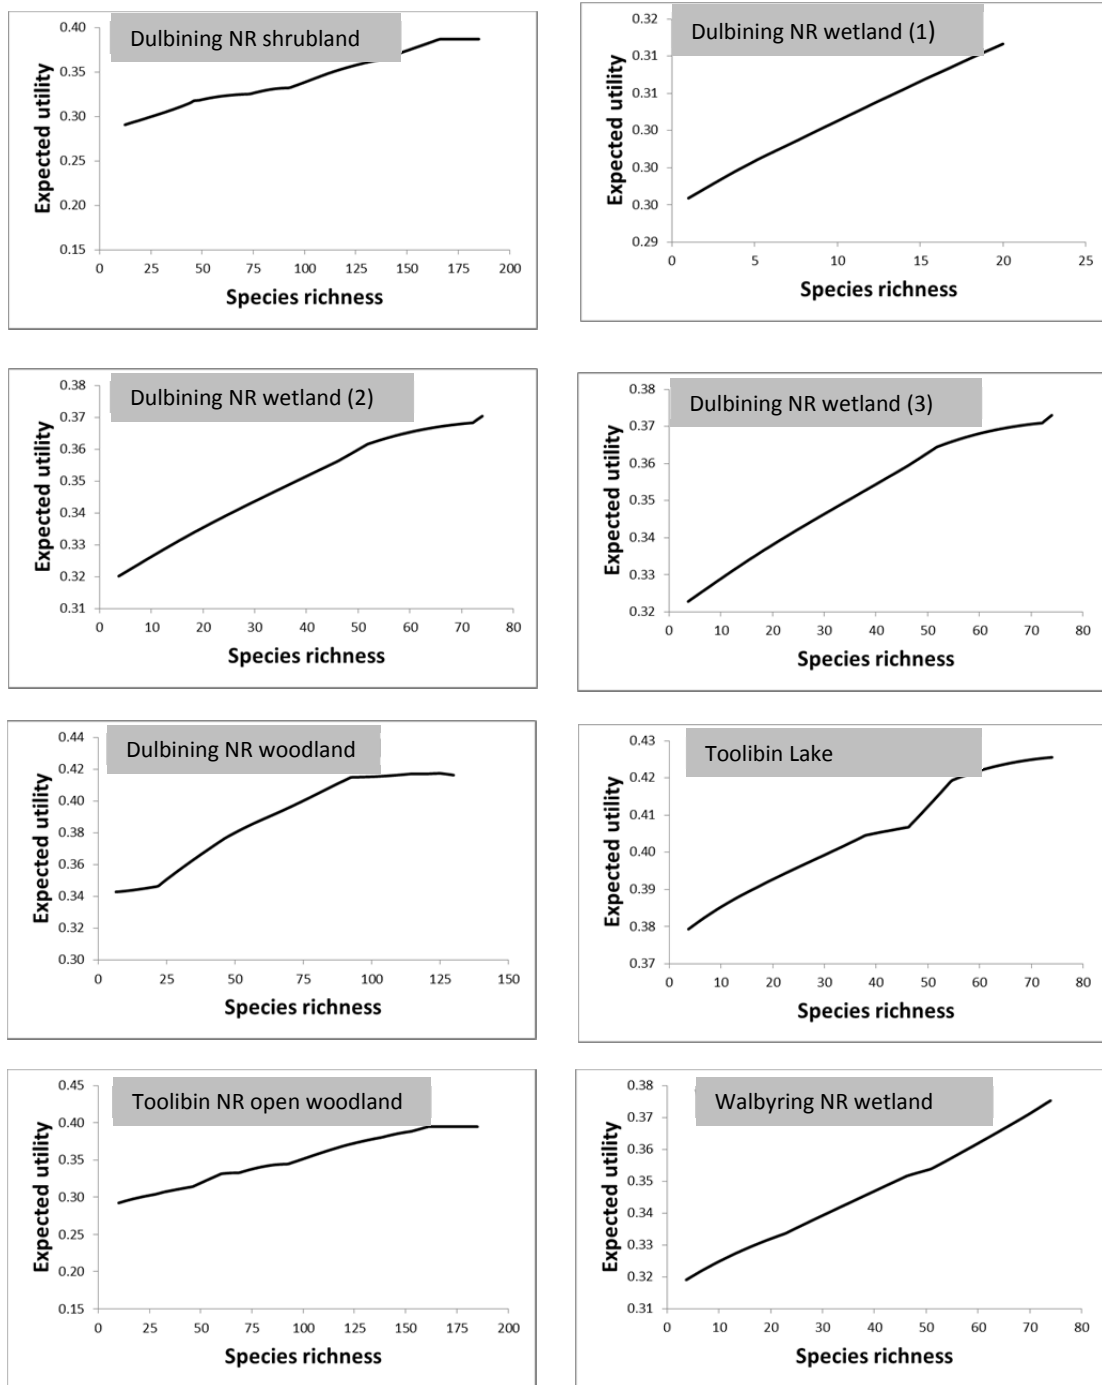 Dulbining NR shrubland
Expected utility
0.40
0.35
0.30
0.25
0.20
0.15
0 25 50 75 100 125 150 175 200
Species richness
Dulbining NR wetland (1)
Expected utility
0.32
0.31
0.30
0.30
0.30
0.29
0 5 10 15 20 25
Species richness
Dulbining NR wetland (2)
Expected utility
0.38
0.37
0.36
0.35
0.34
0.33
0.32
0.31
0 10 20 30 40 50 60 70 80
Species richness
Dulbining NR wetland (3)
Expected utility
0.38
0.37
0.36
0.35
0.34
0.33
0.32
0 10 20 30 40 50 60 70 80
Species richness
Dulbining NR woodland
Expected utility
0.44
0.42
0.40
0.38
0.36
0.34
0.32
0.30
0 25 50 75 100 125 150
Species richness
Toolibin Lake
Expected utility
0.43
0.42
0.41
0.40
0.39
0.38
0.37
0 10 20 30 40 50 60 70 80
Species richness
Toolibin NR open woodland
Expected utility
0.45
0.40
0.35
0.30
0.25
0.20
0.15
0 25 50 75 100 125 150 175 200
Species richness
Walbyring NR wetland
Expected utility
0.38
0.37
0.36
0.35
0.34
0.33
0.32
0.31
0 10 20 30 40 50 60 70 80
Species richness